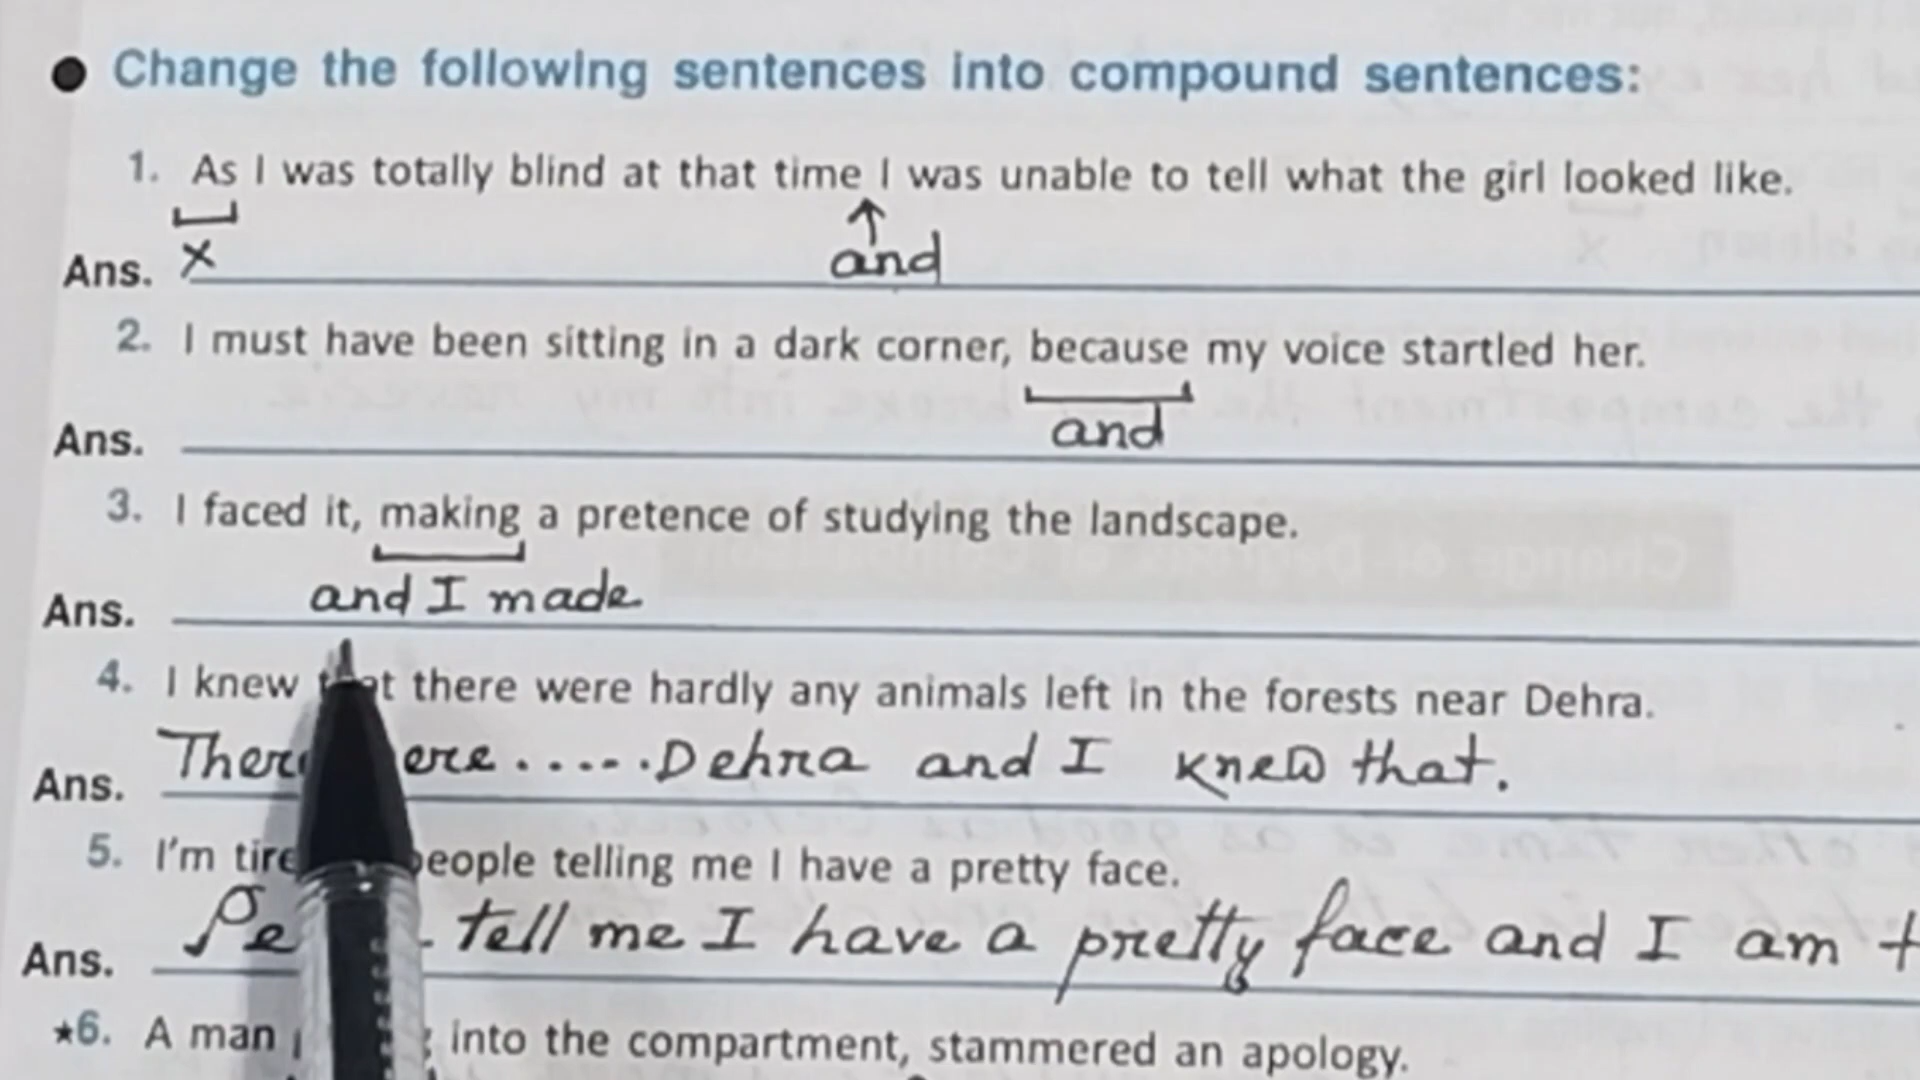 Change the following sentences into compound sentences:
1. As I was totally blind at that time I was unable to tell what the girl looked like.
Ans. × and
2. I must have been sitting in a dark corner, because my voice startled her.
Ans. and
3. I faced it, making a pretence of studying the landscape.
Ans. and I made
4. I knew that there were hardly any animals left in the forests near Dehra.
Ans. There ere.....Dehra and I knew that.
5. I'm tire people telling me I have a pretty face.
Ans. Pe tell me I have a pretty face and I am t
★6. A man into the compartment, stammered an apology.